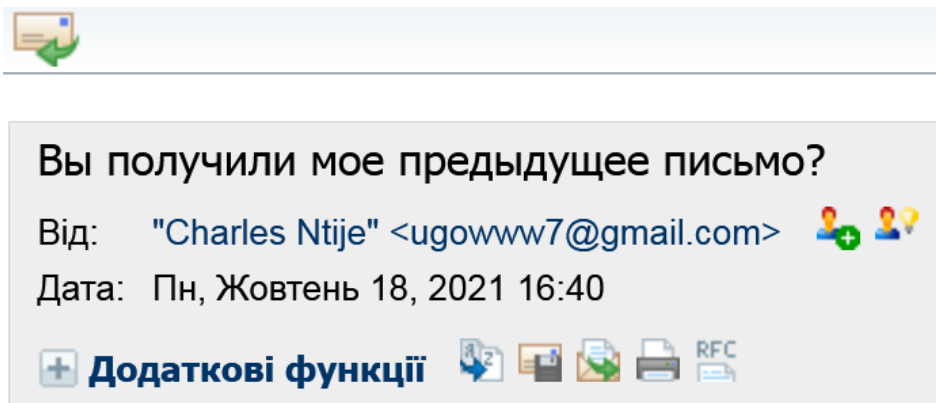 Вы получили мое предыдущее письмо?
Від: "Charles Ntije" <ugowww7@gmail.com>
Дата: Пн, Жовтень 18, 2021 16:40
Додаткові функції RFC